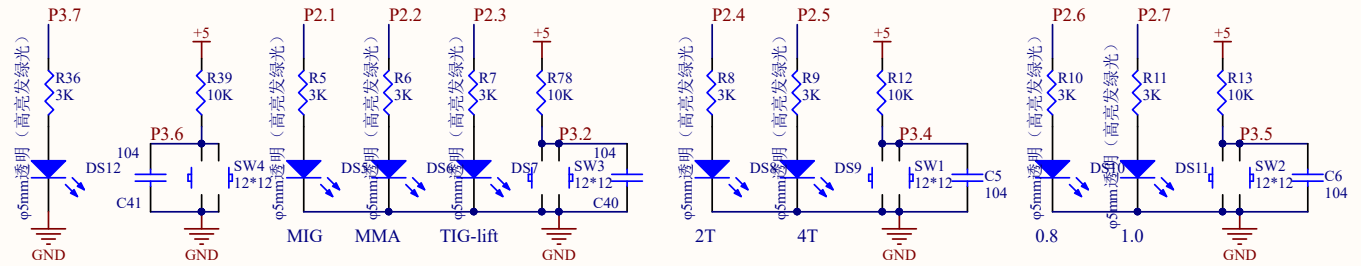 P3.7
P2.1
P2.2
P2.3
P2.4
P2.5
P2.6
P2.7
+5
+5
+5
+5
φ5mm透明（高亮发绿光）
R36
3K
R39
10K
φ5mm透明（高亮发绿光）
R5
3K
φ5mm透明（高亮发绿光）
R6
3K
φ5mm透明（高亮发绿光）
R7
3K
R78
10K
φ5mm透明（高亮发绿光）
R8
3K
φ5mm透明（高亮发绿光）
R9
3K
R12
10K
φ5mm透明（高亮发绿光）
R10
3K
φ5mm透明（高亮发绿光）
R11
3K
R13
10K
P3.6
P3.2
P3.4
P3.5
104
104
DS12
SW4
12*12
DS5
DS6
DS7
SW3
12*12
DS8
DS9
SW1
12*12
C5
104
DS10
DS11
SW2
12*12
C6
104
C41
C40
MIG
MMA
TIG-lift
2T
4T
0.8
1.0
GND
GND
GND
GND
GND